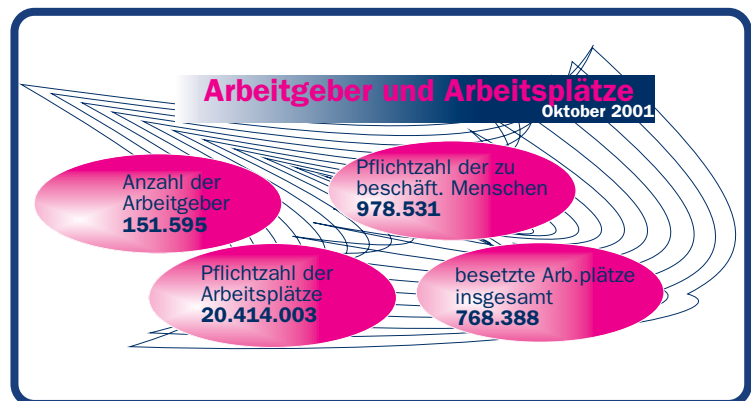 Arbeitgeber und Arbeitsplätze
Oktober 2001
Anzahl der
Arbeitgeber
151.595
Pflichtzahl der zu
beschäft. Menschen
978.531
Pflichtzahl der
Arbeitsplätze
20.414.003
besetzte Arb.plätze
insgesamt
768.388